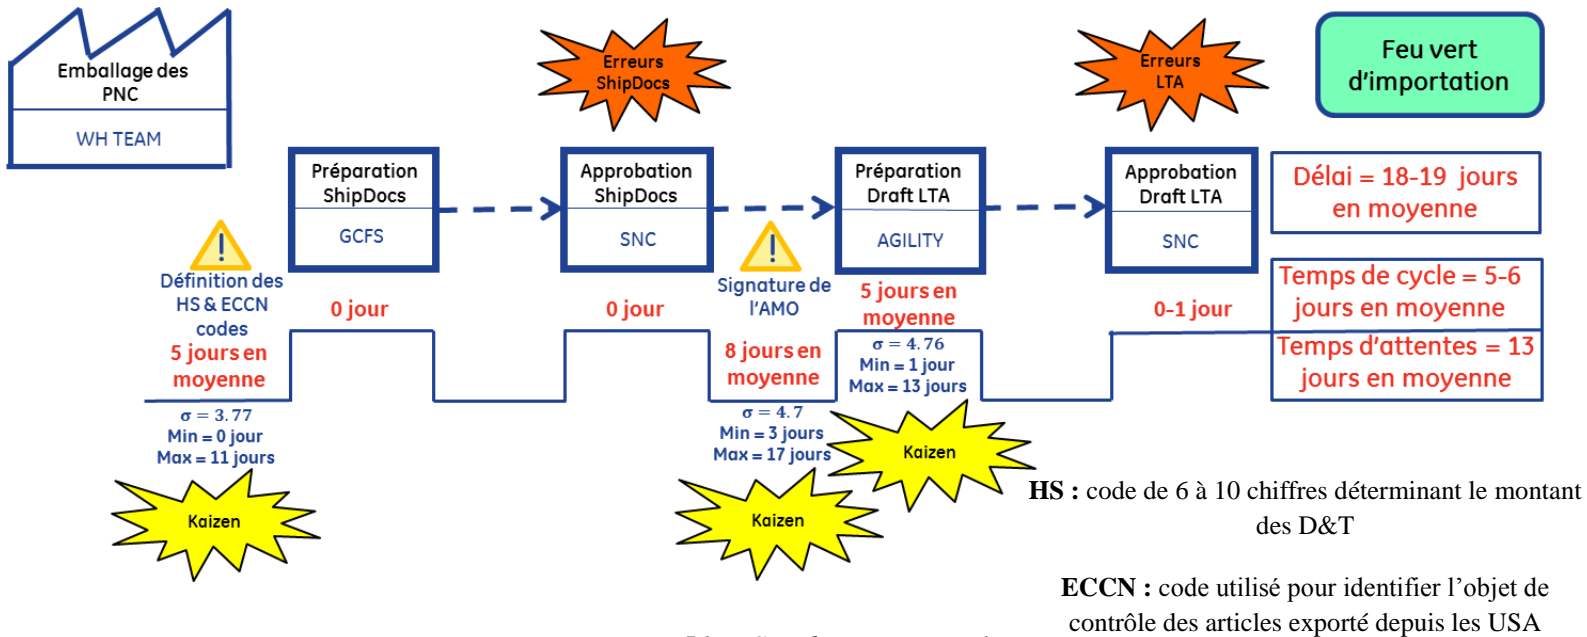 Emballage des
PNC
WH TEAM
Erreurs
ShipDocs
Erreurs
LTA
Feu vert
d'importation
Préparation
ShipDocs
GCFS
Approbation
ShipDocs
SNC
Préparation
Draft LTA
AGILITY
Approbation
Draft LTA
SNC
Délai = 18-19 jours
en moyenne
Définition des
HS & ECCN
codes
5 jours en
moyenne
0 jour
0 jour
Signature de
l'AMO
8 jours en
moyenne
5 jours en
moyenne
0-1 jour
Temps de cycle = 5-6
jours en moyenne
Temps d'attentes = 13
jours en moyenne
σ = 3.77
Min = 0 jour
Max = 11 jours
σ = 4.7
Min = 3 jours
Max = 17 jours
σ = 4.76
Min = 1 jour
Max = 13 jours
Kaizen
Kaizen
Kaizen
HS : code de 6 à 10 chiffres déterminant le montant
des D&T
ECCN : code utilisé pour identifier l’objet de
contrôle des articles exporté depuis les USA